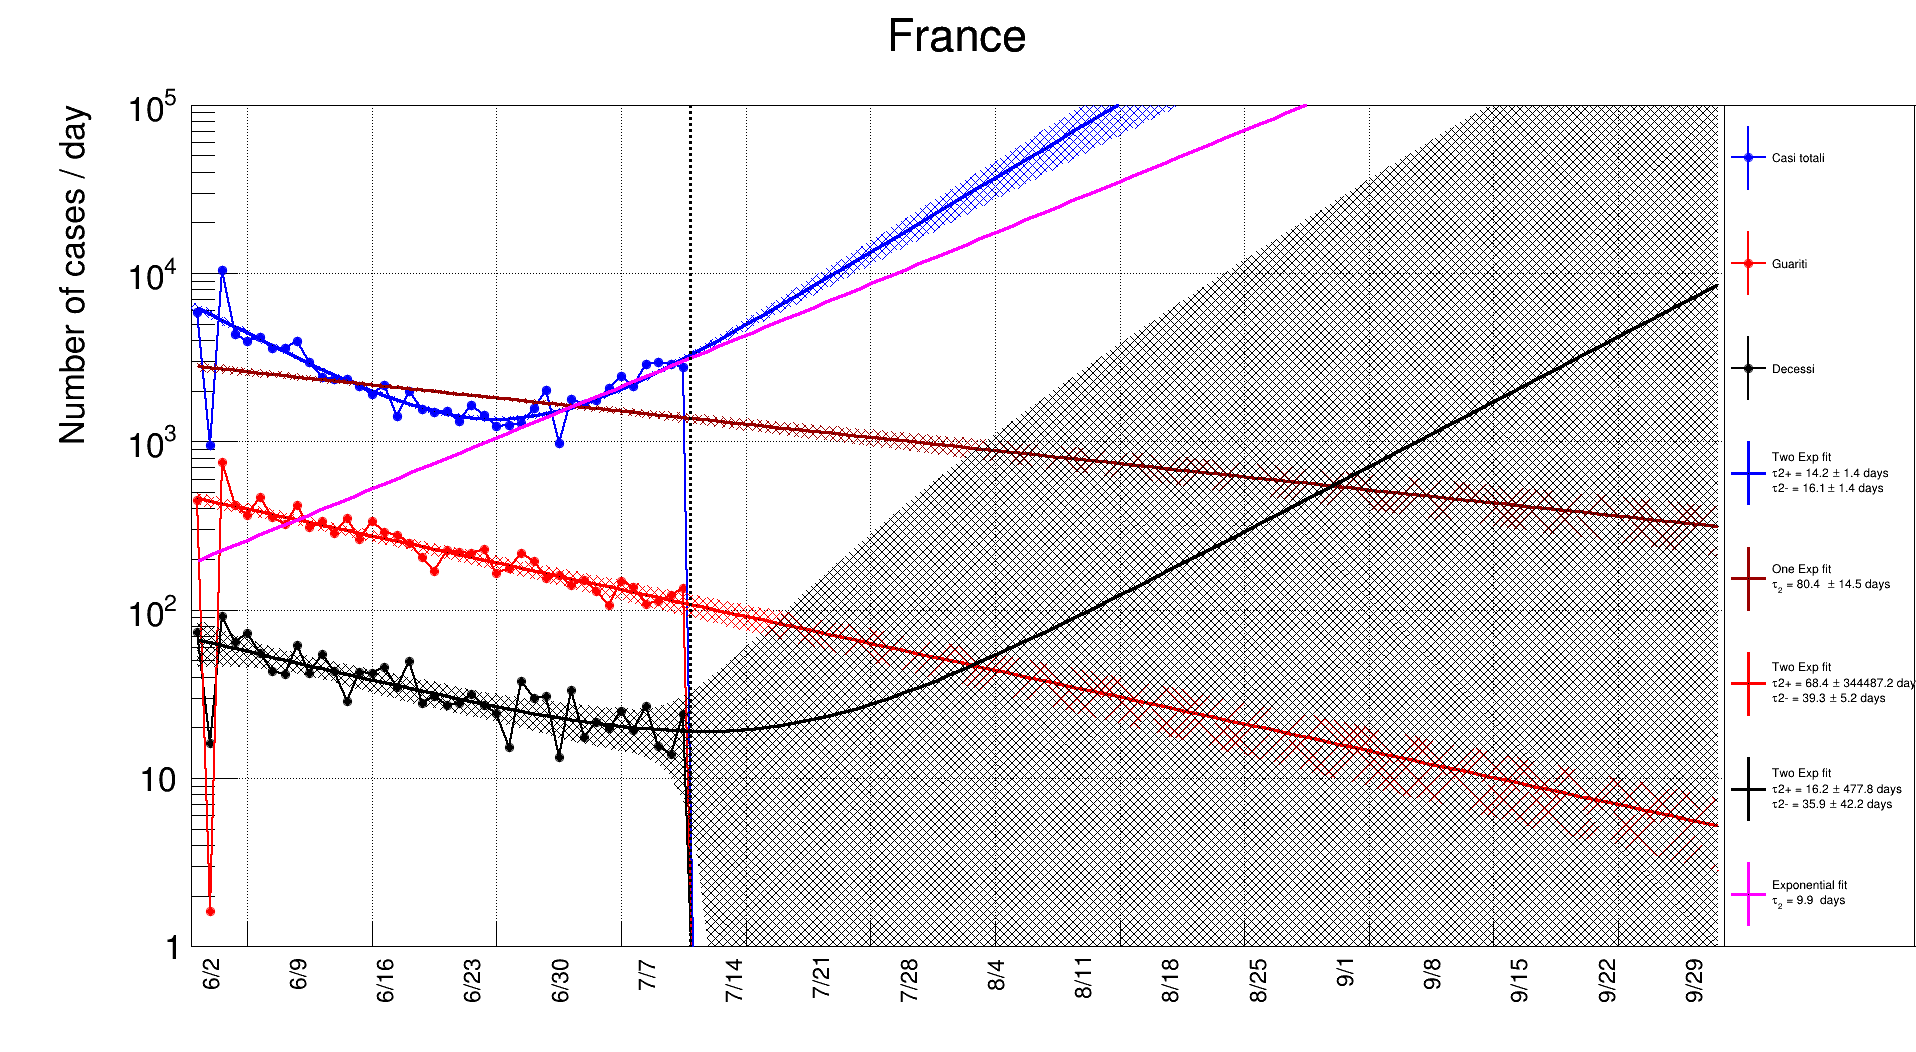 France
Number of cases / day
10^5
10^4
10^3
10^2
10
1
6/2 6/9 6/16 6/23 6/30 7/7 7/14 7/21 7/28 8/4 8/11 8/18 8/25 9/1 9/8 9/15 9/22 9/29
Casi totali
Guariti
Decessi
Two Exp fit
τ2+ = 14.2 ± 1.4 days
τ2- = 16.1 ± 1.4 days
One Exp fit
τ₂ = 80.4 ± 14.5 days
Two Exp fit
τ2+ = 68.4 ± 344487.2 day
τ2- = 39.3 ± 5.2 days
Two Exp fit
τ2+ = 16.2 ± 477.8 days
τ2- = 35.9 ± 42.2 days
Exponential fit
τ₂ = 9.9 days